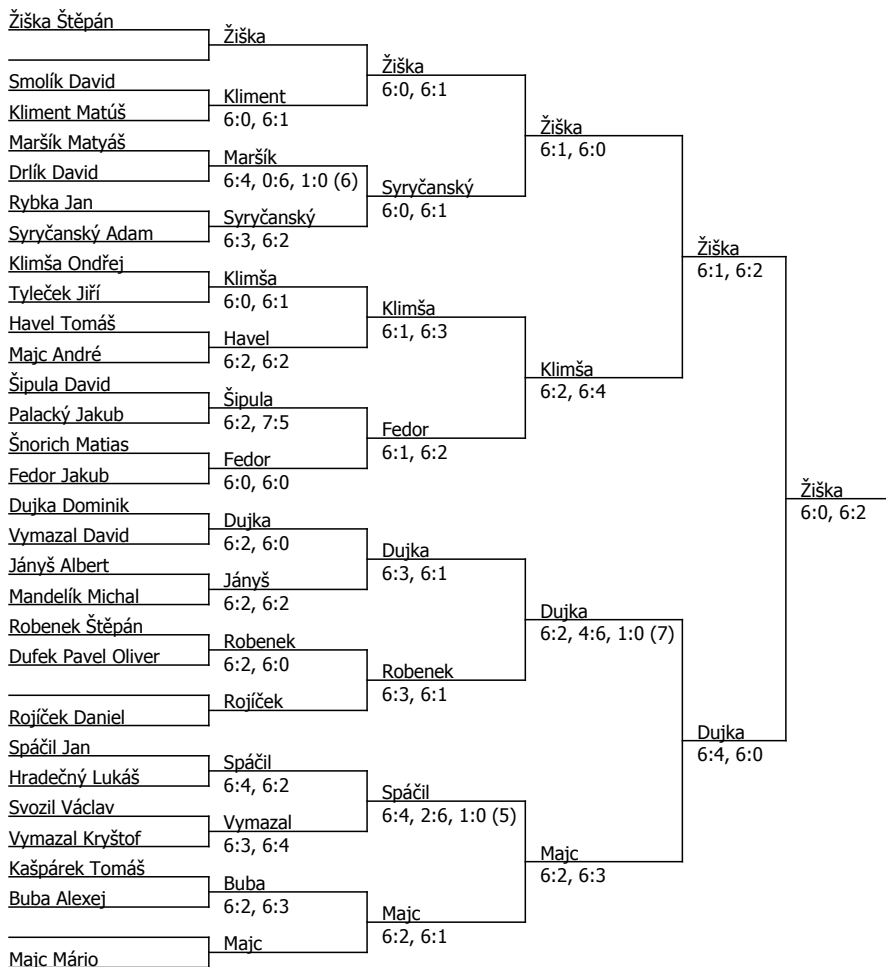 Žiška Štěpán
Smolík David
Kliment Matúš
Maršík Matyáš
Drlík David
Rybka Jan
Syryčanský Adam
Klimša Ondřej
Tyleček Jiří
Havel Tomáš
Majc André
Šipula David
Palacký Jakub
Šnorich Matias
Fedor Jakub
Dujka Dominik
Vymazal David
Jányš Albert
Mandelík Michal
Robenek Štěpán
Dufek Pavel Oliver
Rojíček Daniel
Spáčil Jan
Hradečný Lukáš
Svozil Václav
Vymazal Kryštof
Kašpárek Tomáš
Buba Alexej
Majc Mário
Žiška
Kliment
6:0, 6:1
Maršík
6:4, 0:6, 1:0 (6)
Syryčanský
6:3, 6:2
Klimša
6:0, 6:1
Havel
6:2, 6:2
Šipula
6:2, 7:5
Fedor
6:0, 6:0
Dujka
6:2, 6:0
Jányš
6:2, 6:2
Robenek
6:2, 6:0
Rojíček
Spáčil
6:4, 6:2
Vymazal
6:3, 6:4
Buba
6:2, 6:3
Majc
Žiška
6:0, 6:1
Syryčanský
6:0, 6:1
Klimša
6:1, 6:3
Fedor
6:1, 6:2
Dujka
6:3, 6:1
Robenek
6:3, 6:1
Spáčil
6:4, 2:6, 1:0 (5)
Majc
6:2, 6:1
Žiška
6:1, 6:0
Klimša
6:2, 6:4
Dujka
6:2, 4:6, 1:0 (7)
Majc
6:2, 6:3
Žiška
6:1, 6:2
Dujka
6:4, 6:0
Žiška
6:0, 6:2